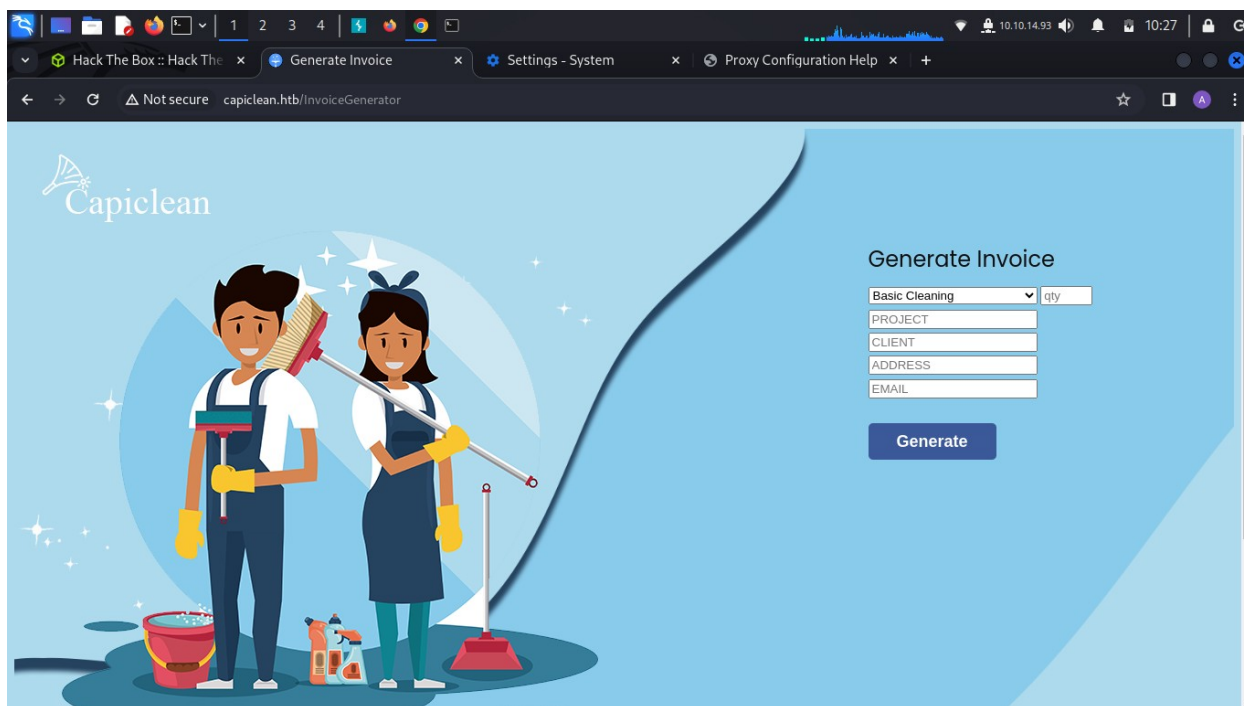 1 2 3 4 10.10.14.93 10:27
Hack The Box :: Hack The Generate Invoice Settings - System Proxy Configuration Help
Not secure capiclean.htb/InvoiceGenerator A
Capiclean
Generate Invoice
Basic Cleaning qty
PROJECT
CLIENT
ADDRESS
EMAIL
Generate